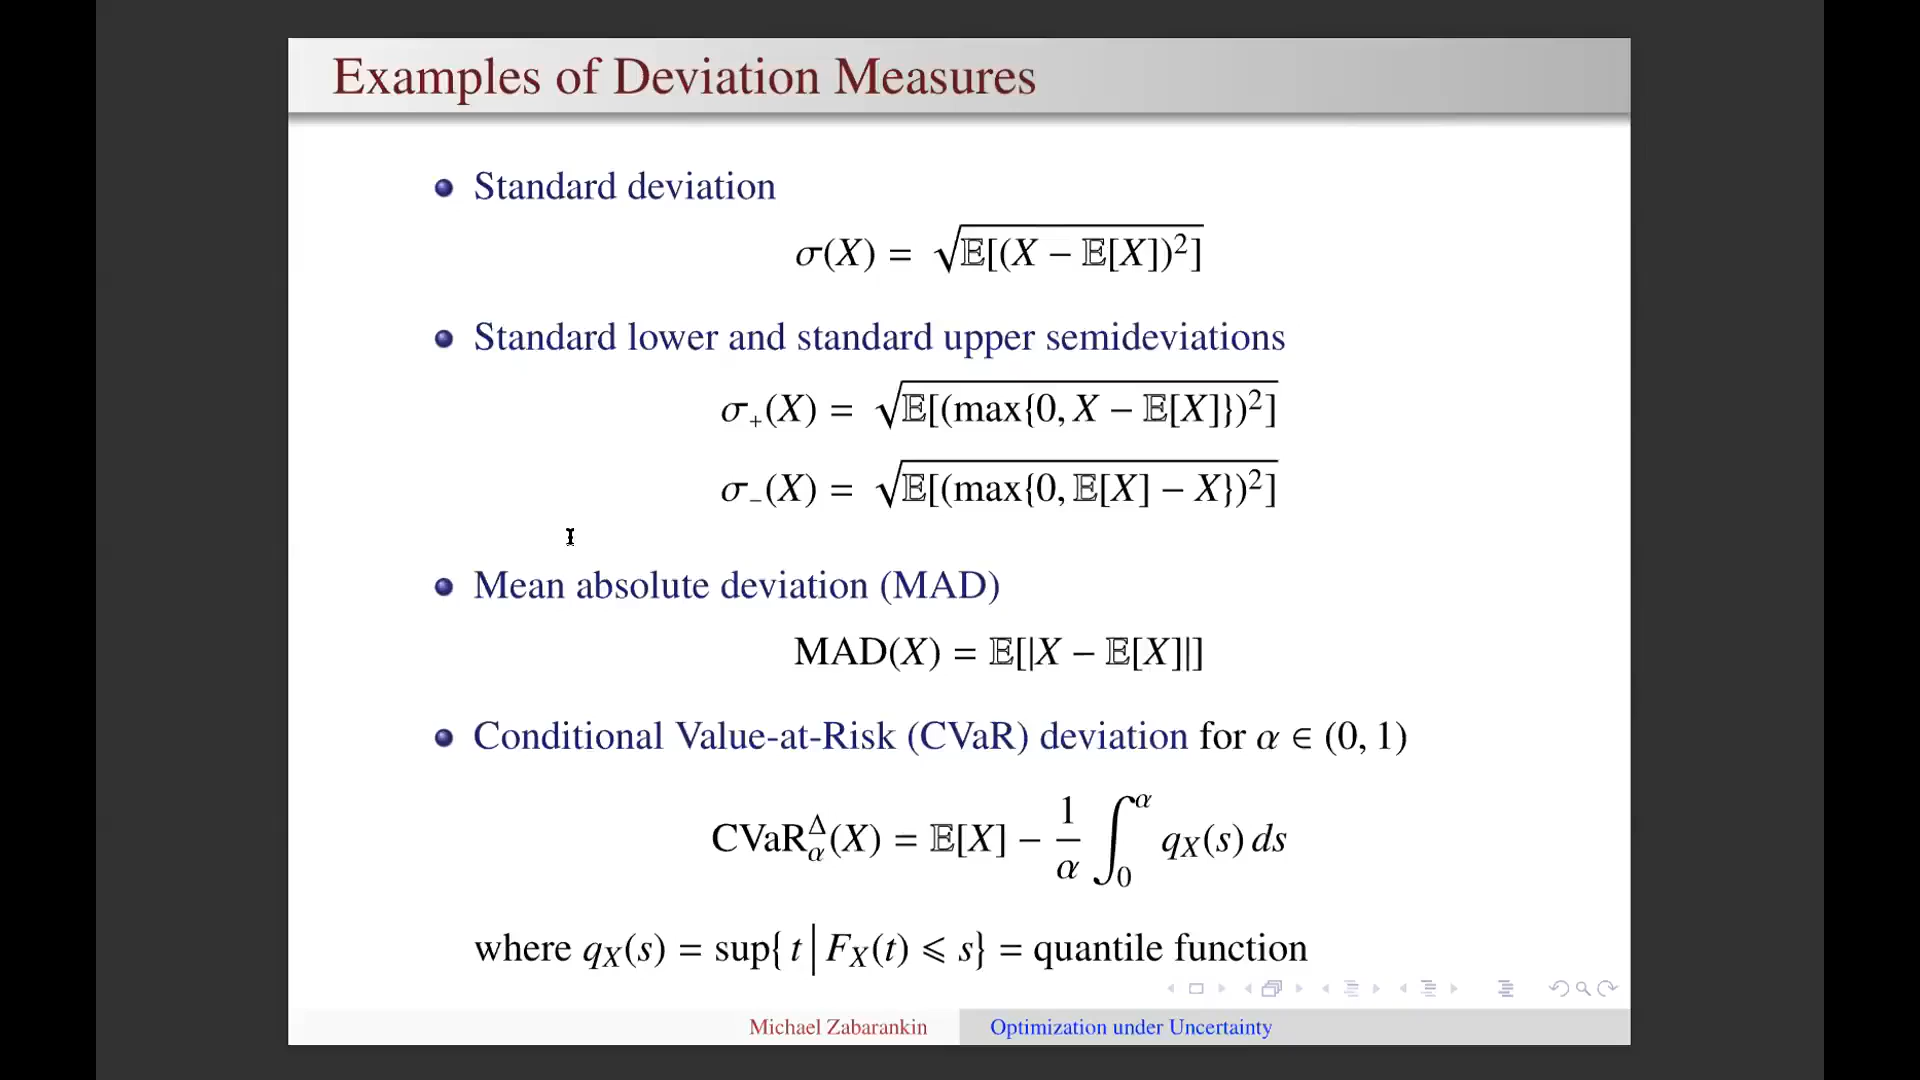 Examples of Deviation Measures
Standard deviation
σ(X) = √E[(X − E[X])²]
Standard lower and standard upper semideviations
σ₊(X) = √E[(max{0, X − E[X]})²]
σ₋(X) = √E[(max{0, E[X] − X})²]
Mean absolute deviation (MAD)
MAD(X) = E[|X − E[X]|]
Conditional Value-at-Risk (CVaR) deviation for α ∈ (0, 1)
CVaR_α^Δ(X) = E[X] − 1/α ∫₀^α q_X(s) ds
where q_X(s) = sup{ t | F_X(t) ⩽ s} = quantile function
Michael Zabarankin Optimization under Uncertainty